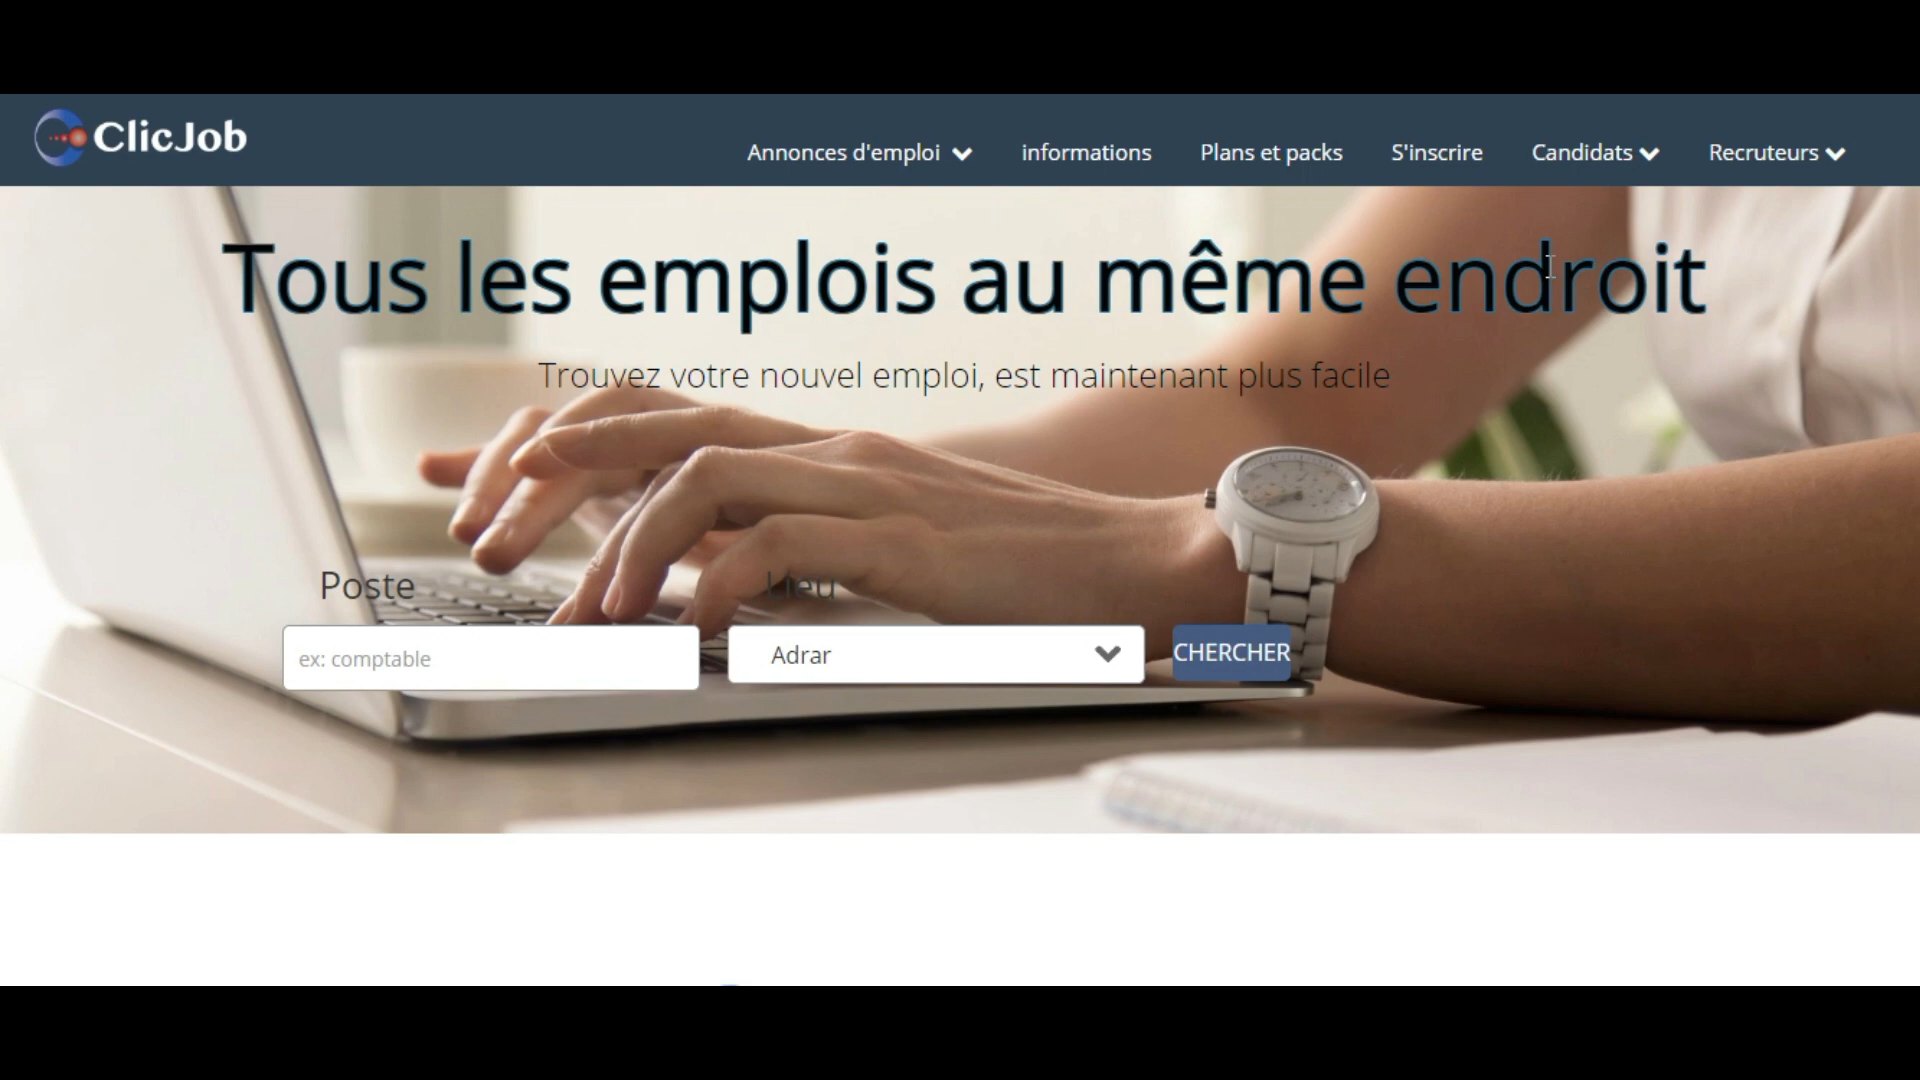 ClicJob
Annonces d'emploi
informations
Plans et packs
S'inscrire
Candidats
Recruteurs
Tous les emplois au même endroit
Trouvez votre nouvel emploi, est maintenant plus facile
Poste
Lieu
ex: comptable
Adrar
CHERCHER